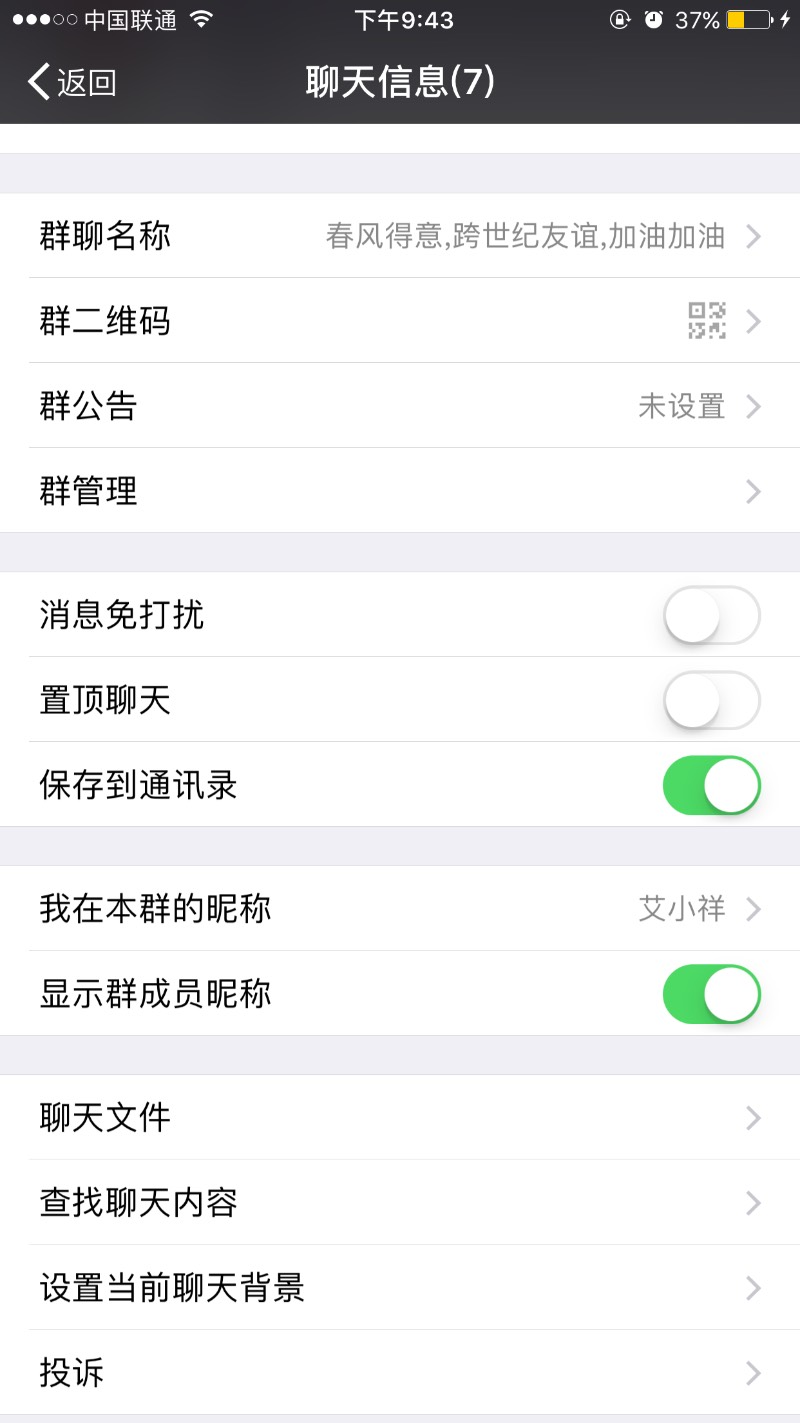 中国联通 下午9:43 37%
返回 聊天信息(7)
群聊名称 春风得意,跨世纪友谊,加油加油
群二维码
群公告 未设置
群管理
消息免打扰
置顶聊天
保存到通讯录
我在本群的昵称 艾小祥
显示群成员昵称
聊天文件
查找聊天内容
设置当前聊天背景
投诉